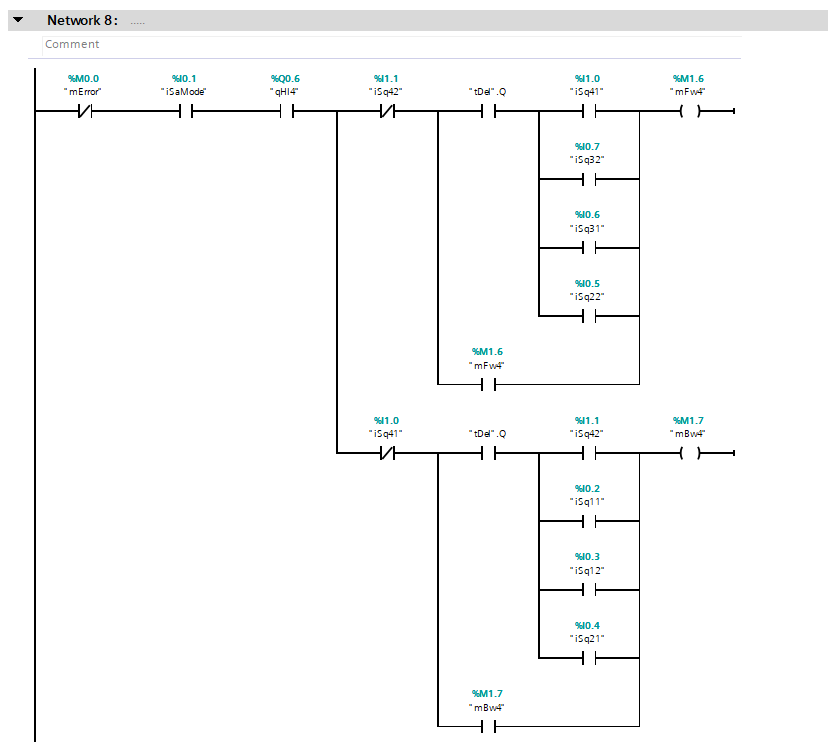 Network 8: .....
Comment
%M0.0 %I0.1 %Q0.6 %I1.1 %I1.0 %M1.6
"mError" "iSaMode" "qHl4" "iSq42" "tDel".Q "iSq41" "mFw4"
%I0.7
"iSq32"
%I0.6
"iSq31"
%I0.5
"iSq22"
%M1.6
"mFw4"
%I1.0 %I1.1 %M1.7
"iSq41" "tDel".Q "iSq42" "mBw4"
%I0.2
"iSq11"
%I0.3
"iSq12"
%I0.4
"iSq21"
%M1.7
"mBw4"